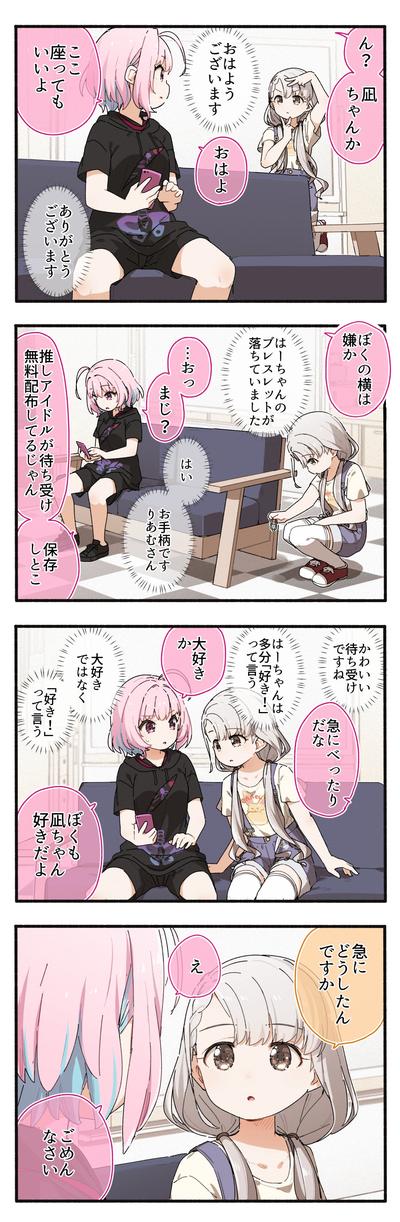 ん?
凪
ちゃんか
おはよう
ございます
おはよ
ここ
座っても
いいよ
ありがとう
ございます
ぼくの横は
嫌か
はーちゃんの
ブレスレットが
落ちていました
…おっ
まじ?
はい
お手柄です
りあむさん
推しアイドルが待ち受け
無料配布してるじゃん
保存
しとこ
かわいい
待ち受け
ですね
急にべったり
だな
はーちゃんは
多分「好き!」
って言う
大好き
か
大好き
ではなく
「好き!」
って言う
ぼくも
凪ちゃん
好きだよ
急に
どうしたん
ですか
え
ごめん
なさい